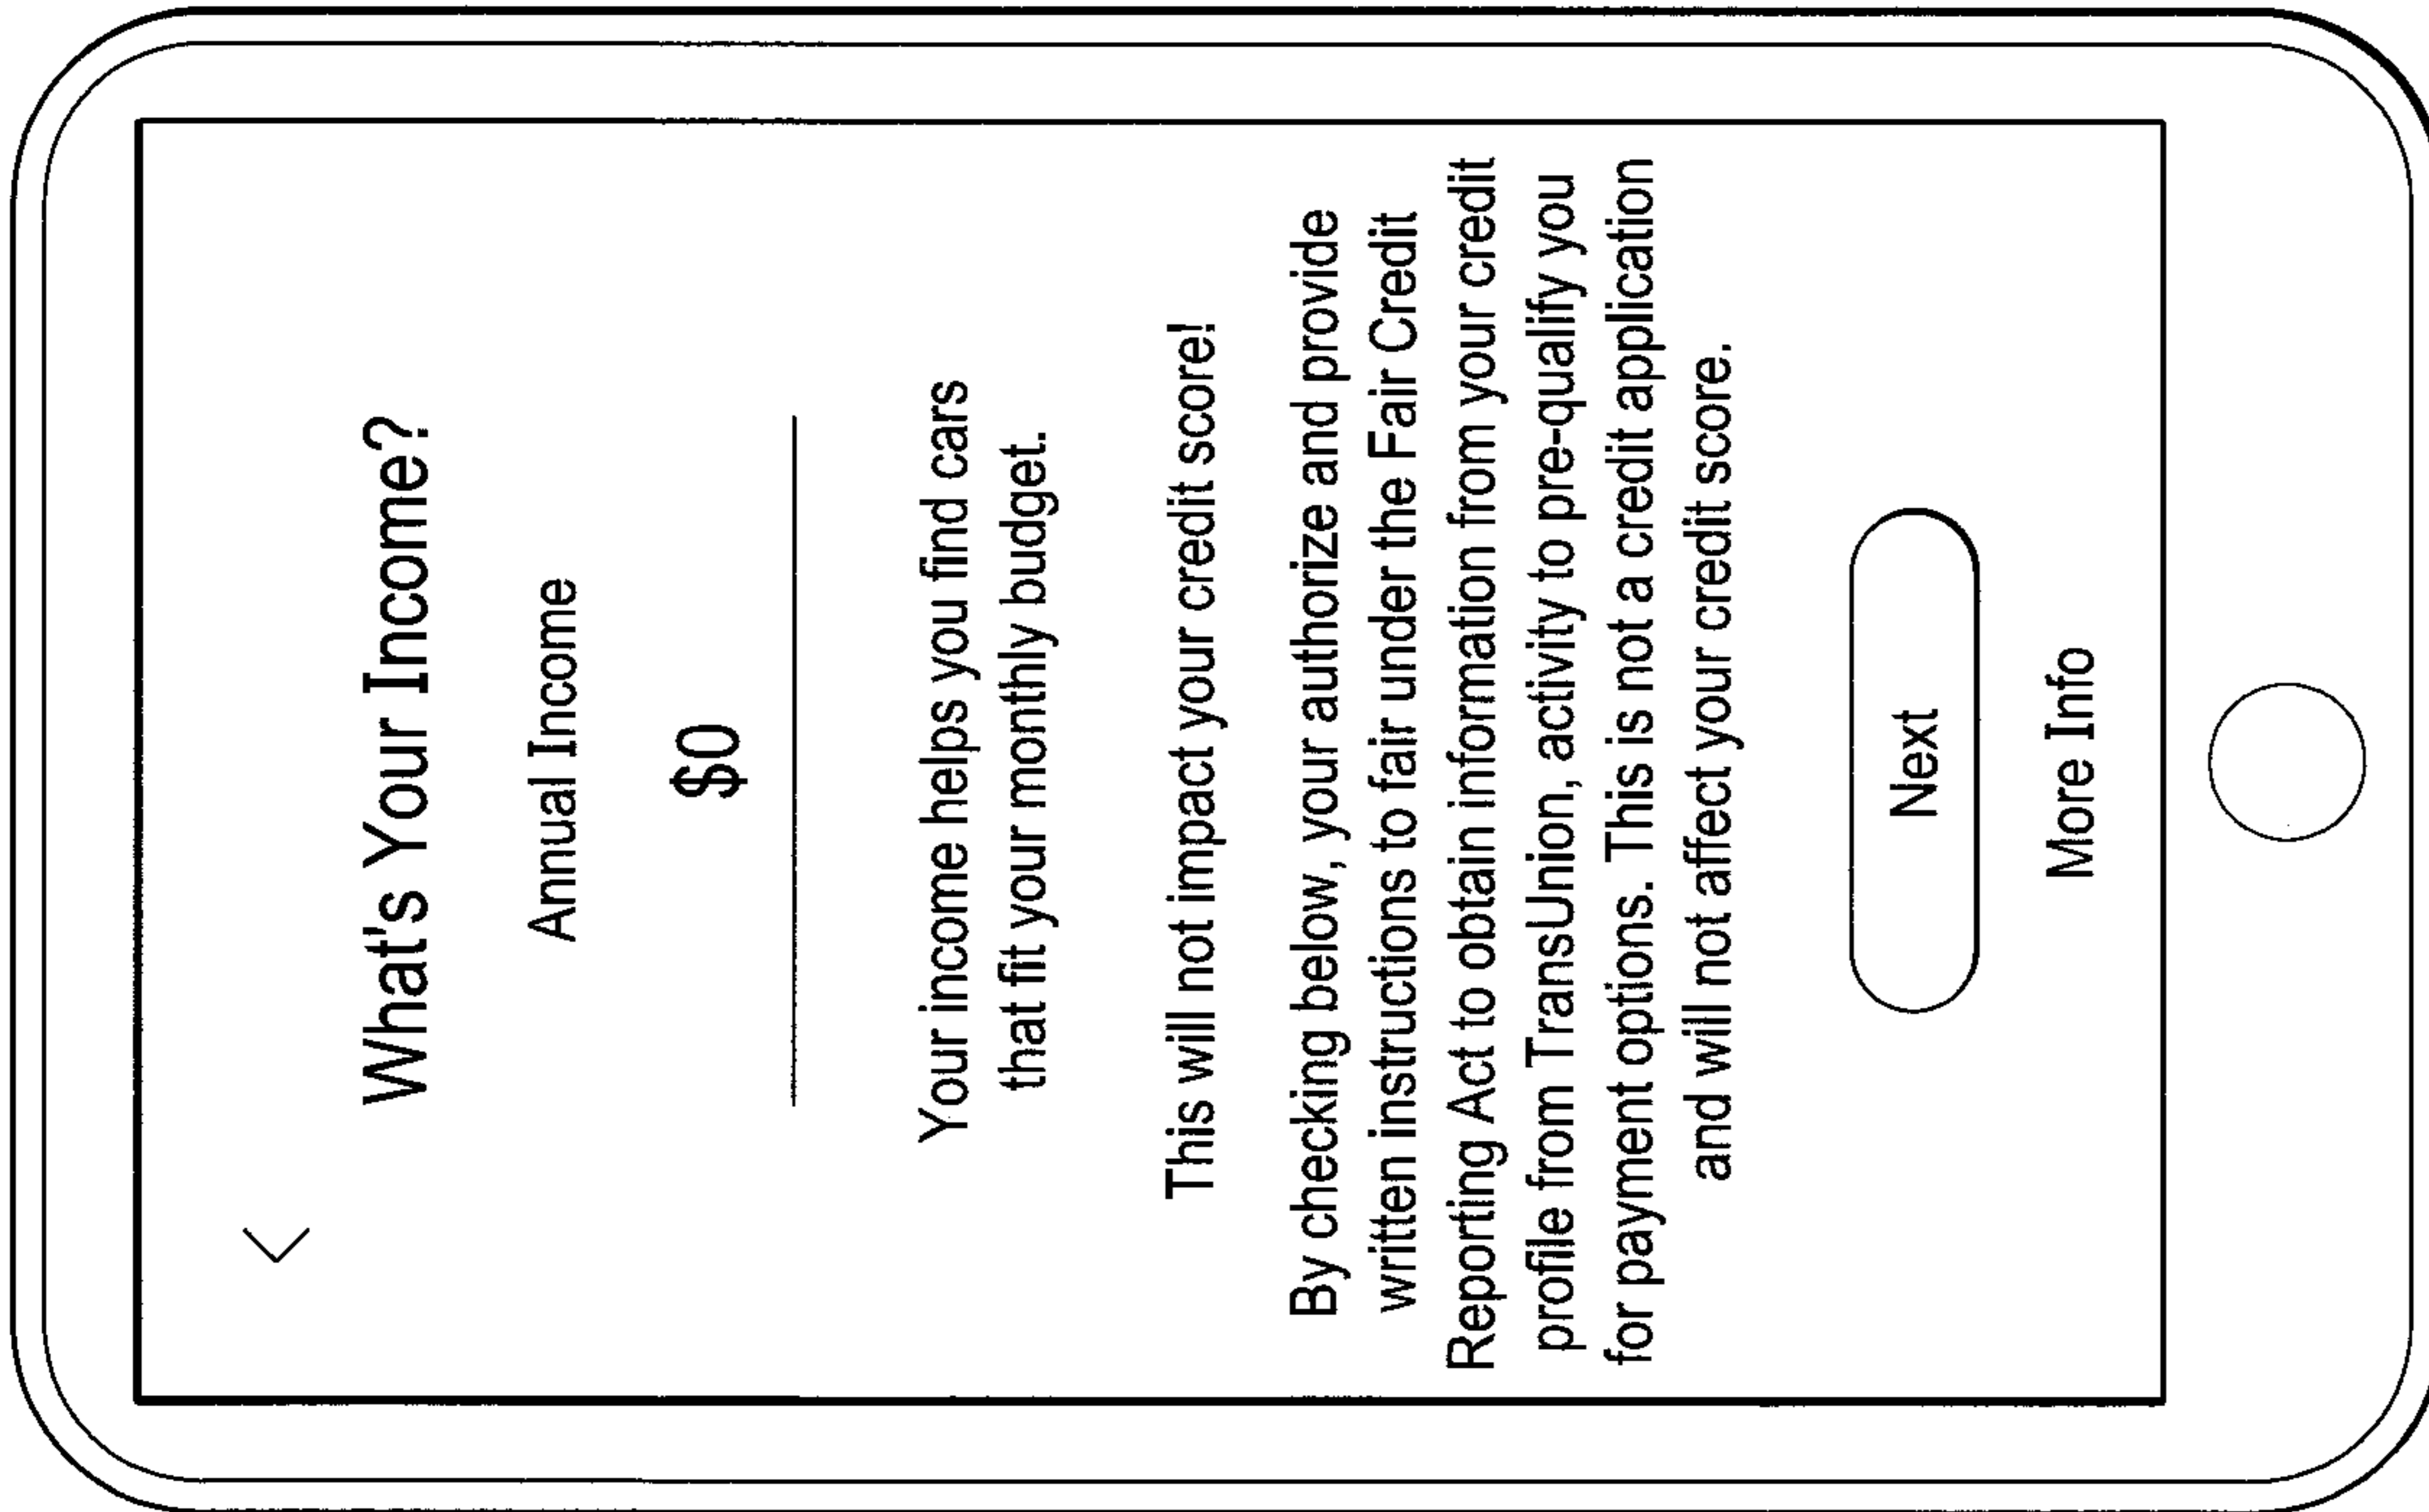 What's Your Income?
Annual Income
$0
Your income helps you find cars
that fit your monthly budget.
This will not impact your credit score!
By checking below, your authorize and provide
written instructions to fair under the Fair Credit
Reporting Act to obtain information from your credit
profile from TransUnion, activity to pre-qualify you
for payment options. This is not a credit application
and will not affect your credit score.
Next
More Info